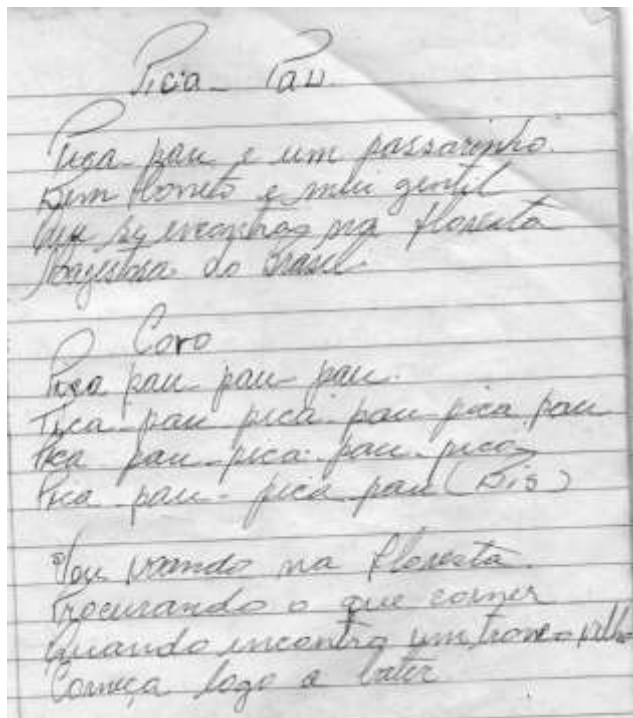 Pica - Pau
Pica pau e um passarinho
Bem bonito e mui gentil
Que se encontra na floresta
Magestosa do Brasil.
Coro
Pica pau - pau - pau.
Pica - pau pica pau pica pau
Pica pau - pica - pau - pica
Pica pau - pica pau (Bis)
Vou voando na floresta
Procurando o que comer
Quando encontro um tronco velho
Começa logo a bater